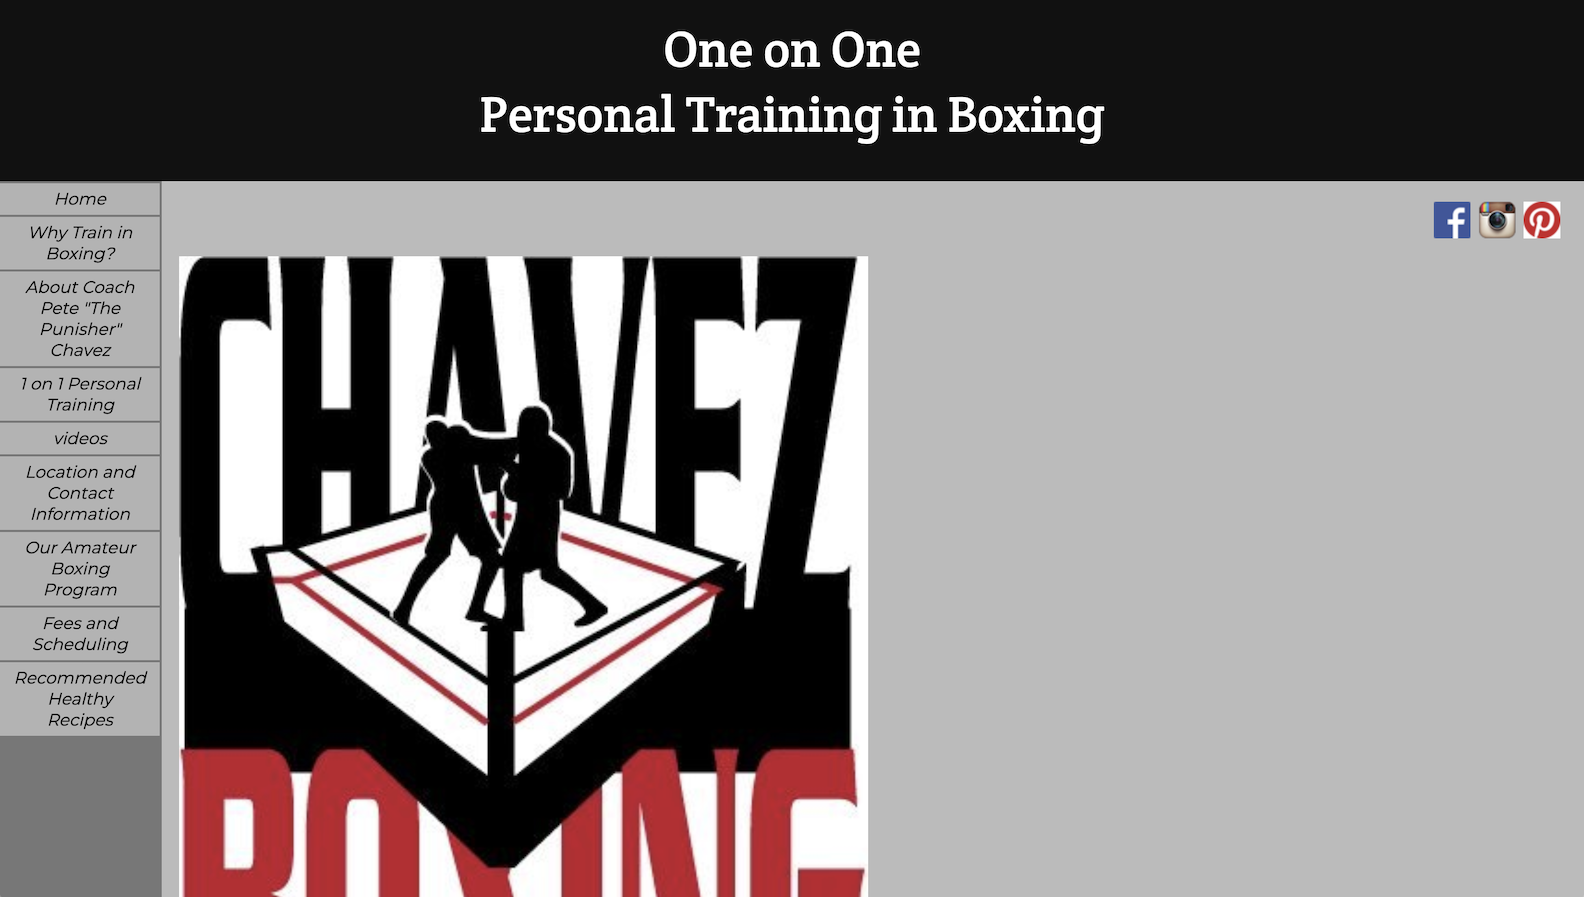 One on One
Personal Training in Boxing
Home
Why Train in
Boxing?
About Coach
Pete "The
Punisher"
Chavez
1 on 1 Personal
Training
videos
Location and
Contact
Information
Our Amateur
Boxing
Program
Fees and
Scheduling
Recommended
Healthy
Recipes
CHAVEZ
BOXING